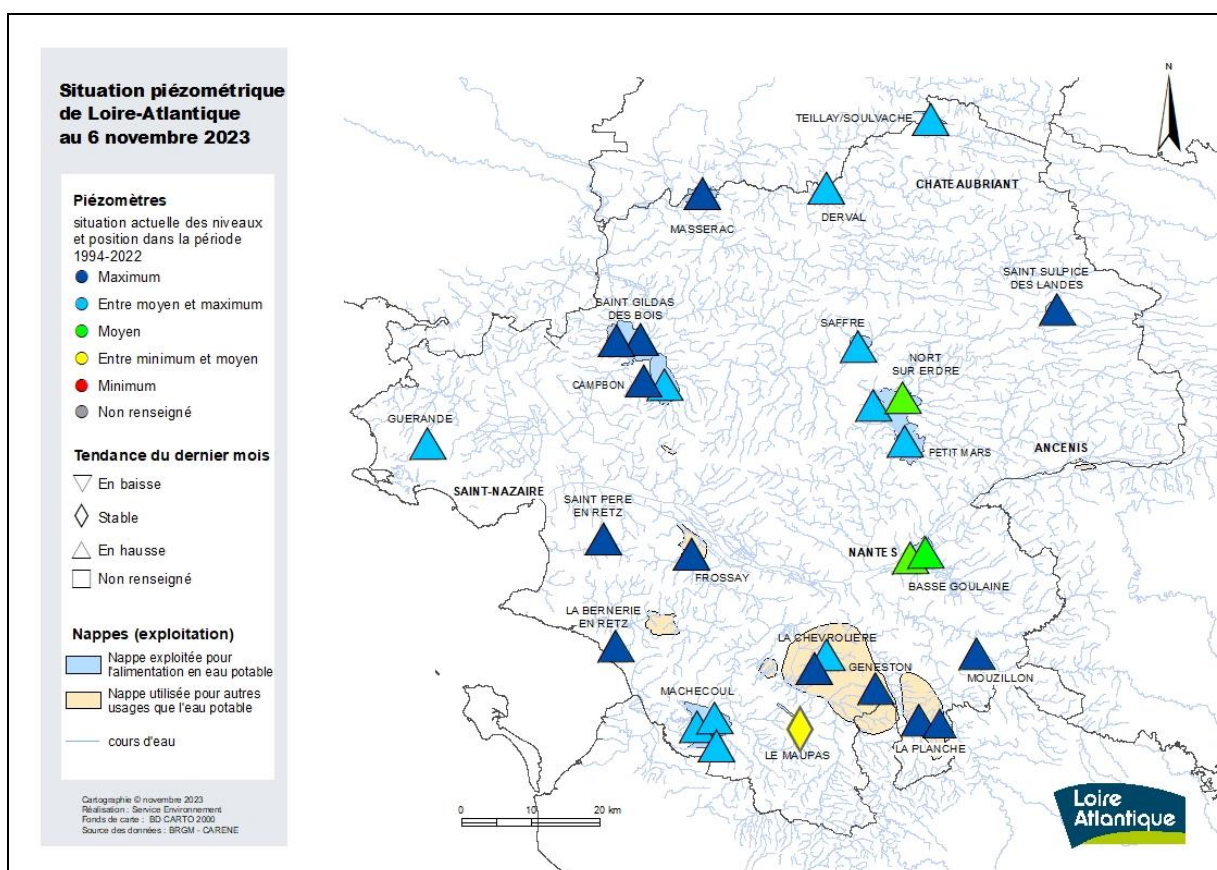 Situation piézométrique
de Loire-Atlantique
au 6 novembre 2023
Piézomètres
situation actuelle des niveaux
et position dans la période
1994-2022
Maximum
Entre moyen et maximum
Moyen
Entre minimum et moyen
Minimum
Non renseigné
Tendance du dernier mois
En baisse
Stable
En hausse
Non renseigné
Nappes (exploitation)
Nappe exploitée pour
l'alimentation en eau potable
Nappe utilisée pour autres
usages que l'eau potable
cours d'eau
Cartographie © novembre 2023
Réalisation : Service Environnement
Fonds de carte : BD CARTO 2000
Source des données : BRGM - CARENE
N
TEILLAY/SOULVACHE
CHATEAUBRIANT
DERVAL
MASSERAC
SAINT SULPICE
DES LANDES
SAINT GILDAS
DES BOIS
SAFFRE
NORT
SUR ERDRE
CAMPBON
GUERANDE
PETIT MARS
ANCENIS
SAINT-NAZAIRE
SAINT PERE
EN RETZ
FROSSAY
NANTES
BASSE GOULAINE
LA BERNERIE
EN RETZ
LA CHEVROLIERE
GENESTON
MOUZILLON
MACHECOUL
LE MAUPAS
LA PLANCHE
0 10 20 km
Loire
Atlantique